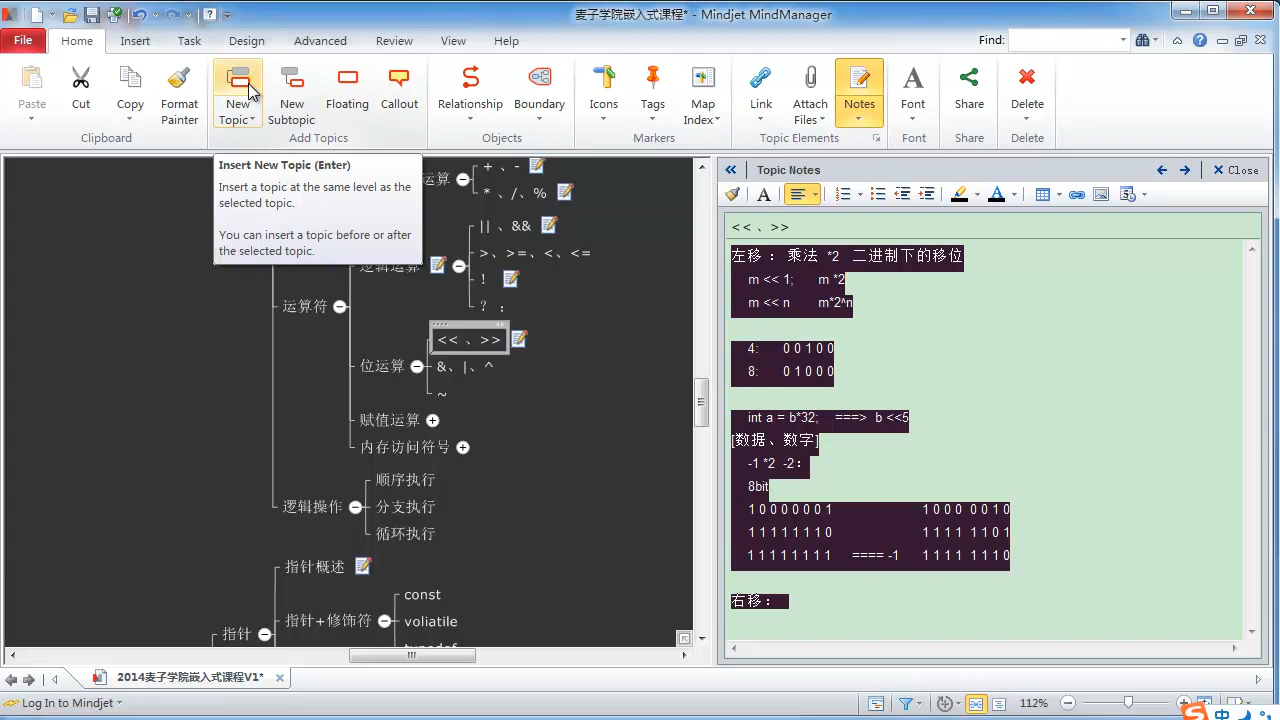 麦子学院嵌入式课程* - Mindjet MindManager
File Home Insert Task Design Advanced Review View Help Find:
Paste Cut Copy Format Painter
New Topic New Subtopic Floating Callout
Relationship Boundary
Icons Tags Map Index
Link Attach Files Notes
Font Share Delete
Clipboard Add Topics Objects Markers Topic Elements Font Share Delete
Insert New Topic (Enter)
Insert a topic at the same level as the
selected topic.
You can insert a topic before or after
the selected topic.
运算
+ 、-
* 、/、%
|| 、&&
逻辑运算
>、>=、<、<=
!
? :
运算符
<< 、>>
位运算
&、|、^
~
赋值运算
内存访问符号
顺序执行
逻辑操作
分支执行
循环执行
指针概述
const
指针+修饰符
voliatile
指针
typedef
Topic Notes Close
<< 、>>
左移： 乘法 *2 二进制下的移位
m << 1; m *2
m << n m*2^n
4: 0 0 1 0 0
8: 0 1 0 0 0
int a = b*32; ===> b <<5
[数据、数字]
-1 *2 -2:
8bit
1 0 0 0 0 0 0 1 1 0 0 0 0 0 1 0
1 1 1 1 1 1 1 0 1 1 1 1 1 1 0 1
1 1 1 1 1 1 1 1 ==== -1 1 1 1 1 1 1 1 0
右移：
2014麦子学院嵌入式课程V1*
Log In to Mindjet 112%
中